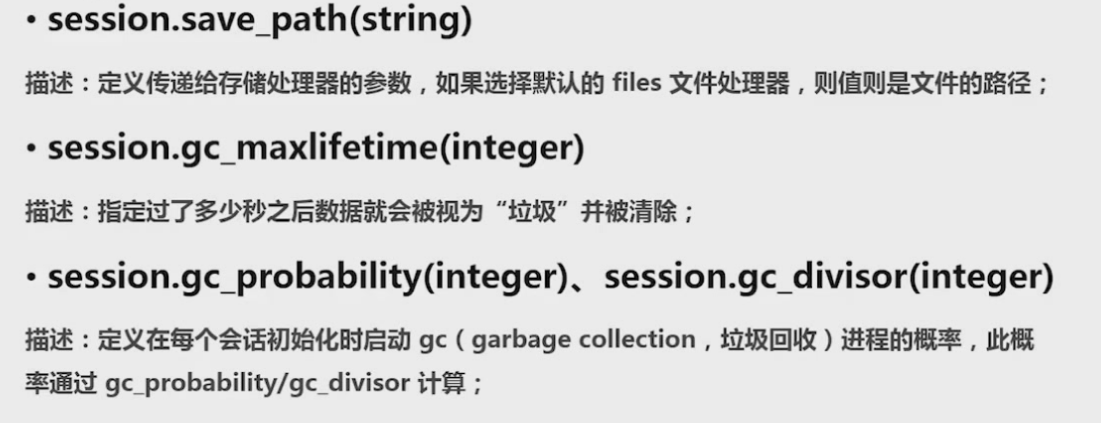 • session.save_path(string)
描述：定义传递给存储处理器的参数，如果选择默认的 files 文件处理器，则值则是文件的路径；
• session.gc_maxlifetime(integer)
描述：指定过了多少秒之后数据就会被视为“垃圾”并被清除；
• session.gc_probability(integer)、session.gc_divisor(integer)
描述：定义在每个会话初始化时启动 gc（garbage collection，垃圾回收）进程的概率，此概
率通过 gc_probability/gc_divisor 计算；